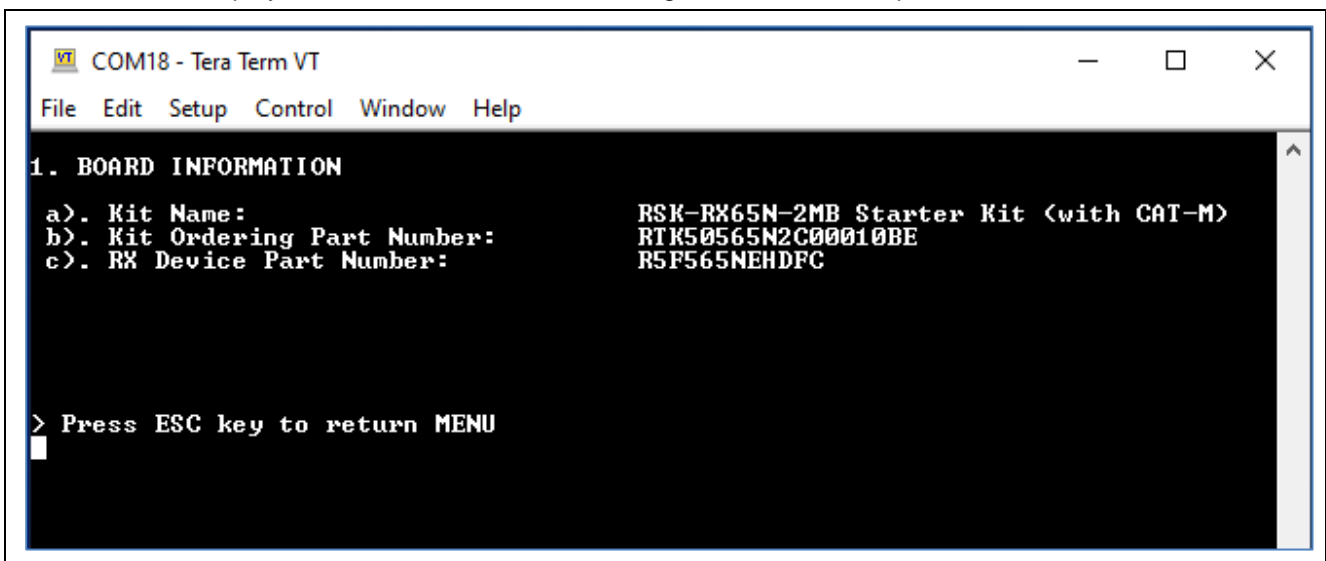 COM18 - Tera Term VT
File Edit Setup Control Window Help
1. BOARD INFORMATION
a). Kit Name: RSK-RX65N-2MB Starter Kit (with CAT-M)
b). Kit Ordering Part Number: RTK50565N2C00010BE
c). RX Device Part Number: R5F565NEHDFC
> Press ESC key to return MENU